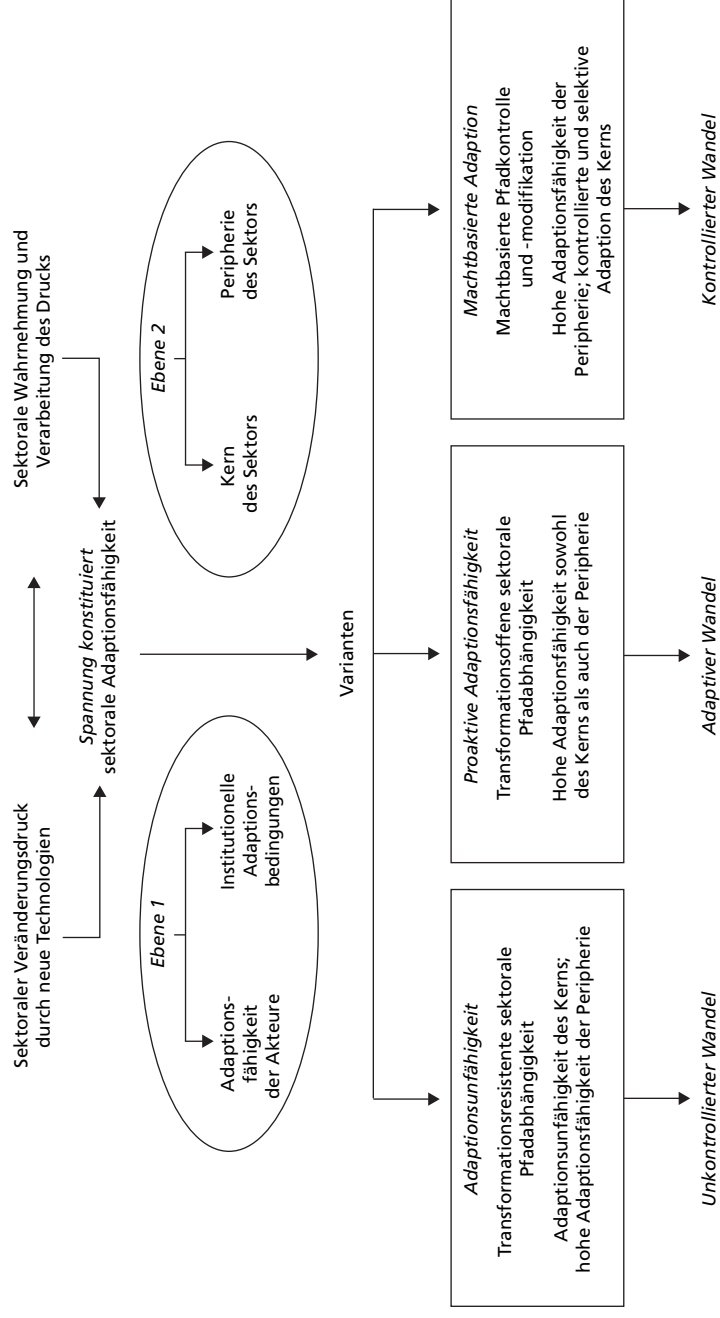 Sektoraler Veränderungsdruck
durch neue Technologien
Sektorale Wahrnehmung und
Verarbeitung des Drucks
Spannung konstituiert
sektorale Adaptionsfähigkeit
Ebene 1
Adaptions-
fähigkeit
der Akteure
Institutionelle
Adaptions-
bedingungen
Ebene 2
Kern
des Sektors
Peripherie
des Sektors
Varianten
Adaptionsunfähigkeit
Transformationsresistente sektorale
Pfadabhängigkeit
Adaptionsunfähigkeit des Kerns;
hohe Adaptionsfähigkeit der Peripherie
Unkontrollierter Wandel
Proaktive Adaptionsfähigkeit
Transformationsoffene sektorale
Pfadabhängigkeit
Hohe Adaptionsfähigkeit sowohl
des Kerns als auch der Peripherie
Adaptiver Wandel
Machtbasierte Adaption
Machtbasierte Pfadkontrolle
und -modifikation
Hohe Adaptionsfähigkeit der
Peripherie; kontrollierte und selektive
Adaption des Kerns
Kontrollierter Wandel